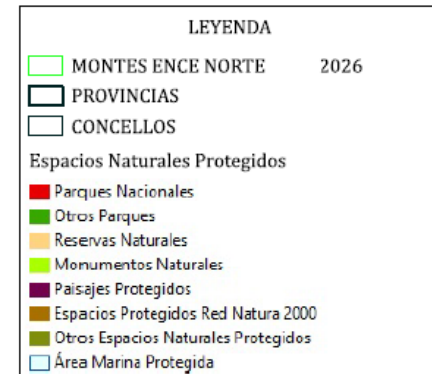 LEYENDA
MONTES ENCE NORTE 2026
PROVINCIAS
CONCELLOS
Espacios Naturales Protegidos
Parques Nacionales
Otros Parques
Reservas Naturales
Monumentos Naturales
Paisajes Protegidos
Espacios Protegidos Red Natura 2000
Otros Espacios Naturales Protegidos
Área Marina Protegida